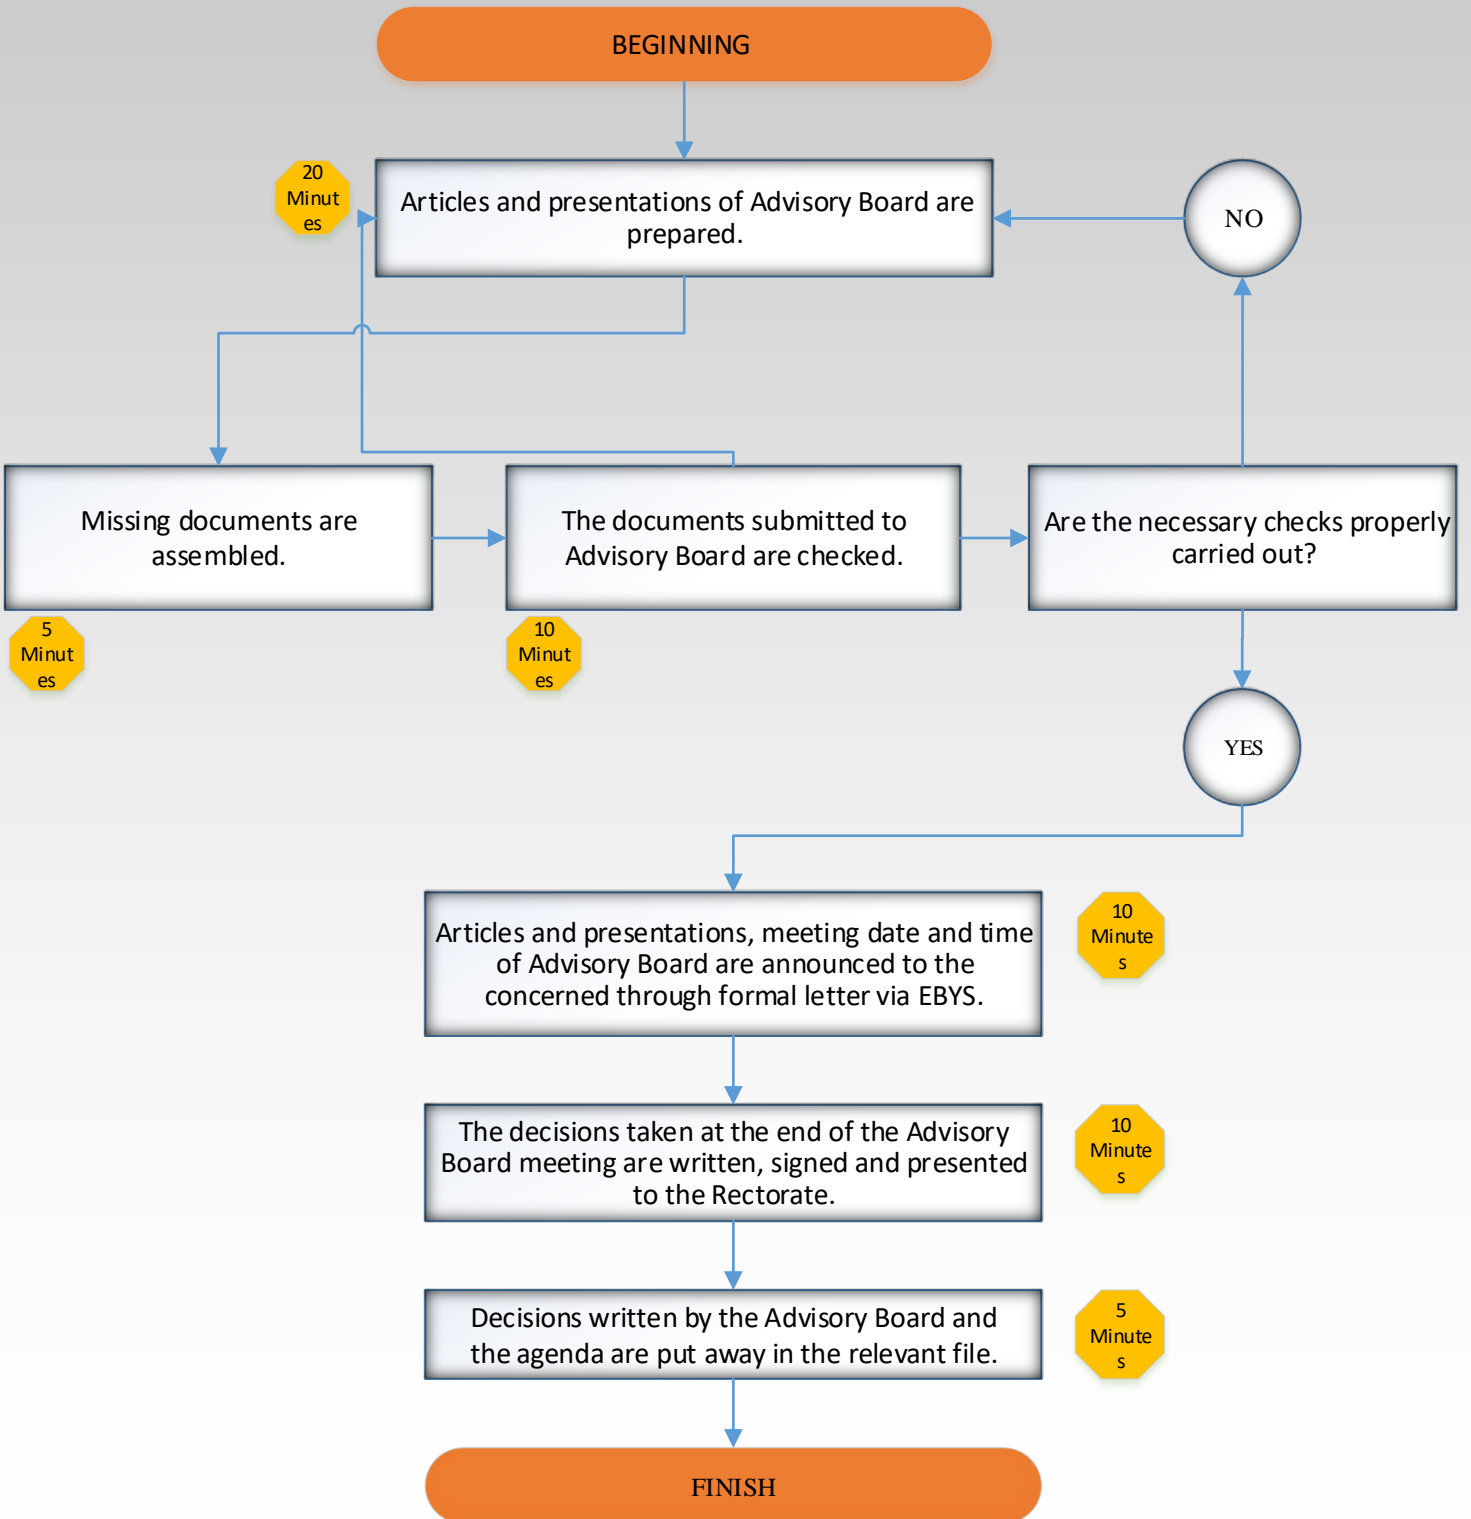 BEGINNING
20
Minut
es
Articles and presentations of Advisory Board are
prepared.
NO
Missing documents are
assembled.
The documents submitted to
Advisory Board are checked.
Are the necessary checks properly
carried out?
5
Minut
es
10
Minut
es
YES
Articles and presentations, meeting date and time
of Advisory Board are announced to the
concerned through formal letter via EBYS.
10
Minute
s
The decisions taken at the end of the Advisory
Board meeting are written, signed and presented
to the Rectorate.
10
Minute
s
Decisions written by the Advisory Board and
the agenda are put away in the relevant file.
5
Minute
s
FINISH